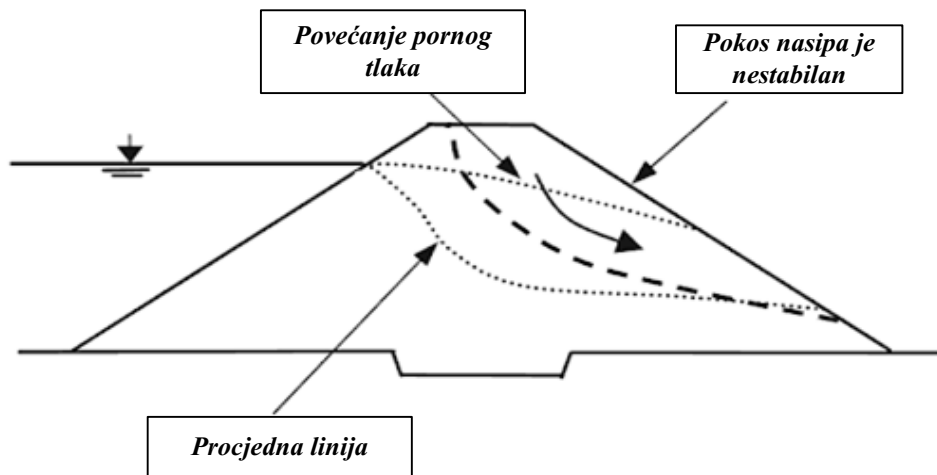 Povećanje pornog
tlaka
Pokos nasipa je
nestabilan
Procjedna linija